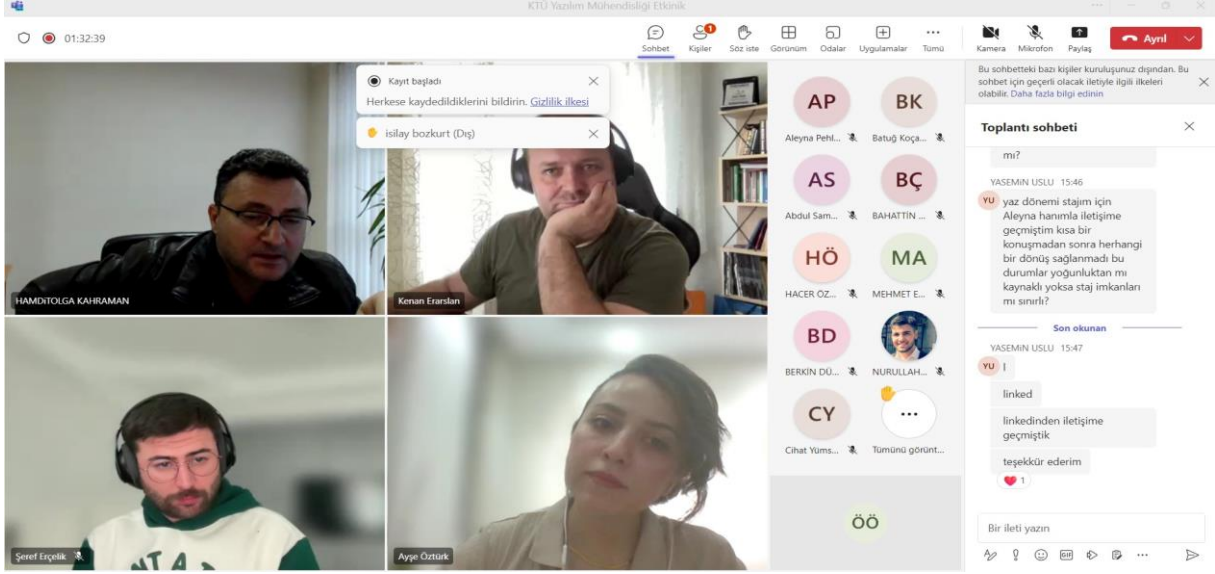 KTÜ Yazılım Mühendisliği Etkinik
01:32:39
Sohbet
1
Kişiler
Söz iste
Görünüm
Odalar
Uygulamalar
Tümü
Kamera
Mikrofon
Paylaş
Ayrıl
Kayıt başladı
Herkese kaydedildiklerini bildirin. Gizlilik ilkesi
isilay bozkurt (Dış)
HAMDİTOLGA KAHRAMAN
Kenan Erarslan
Şeref Erçelik
Ayşe Öztürk
AP
Aleyna Pehl...
BK
Batuğ Koça...
AS
Abdul Sam...
BÇ
BAHATTİN ...
HÖ
HACER ÖZ...
MA
MEHMET E...
BD
BERKİN DÜ...
NURULLAH...
CY
Cihat Yüms...
...
Tümünü görünt...
ÖÖ
Bu sohbetteki bazı kişiler kuruluşunuz dışından. Bu
sohbet için geçerli olacak iletiyle ilgili ilkeleri
olabilir. Daha fazla bilgi edinin
Toplantı sohbeti
mı?
YASEMİN USLU 15:46
YU
yaz dönemi stajım için
Aleyna hanımla iletişime
geçmiştim kısa bir
konuşmadan sonra herhangi
bir dönüş sağlanmadı bu
durumlar yoğunluktan mı
kaynaklı yoksa staj imkanları
mı sınırlı?
Son okunan
YASEMİN USLU 15:47
YU
l
linked
linkedinden iletişime
geçmiştik
teşekkür ederim
1
Bir ileti yazın
GIF